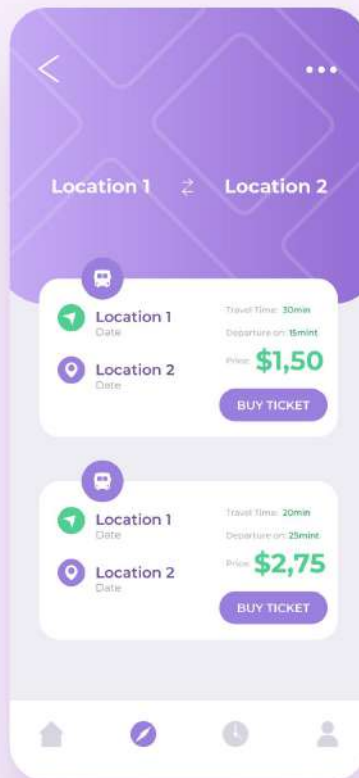 Location 1 ⇄ Location 2
Location 1
Date
Location 2
Date
Travel Time: 30min
Departure on: 15mint
Price: $1,50
BUY TICKET
Location 1
Date
Location 2
Date
Travel Time: 20min
Departure on: 25mint
Price: $2,75
BUY TICKET